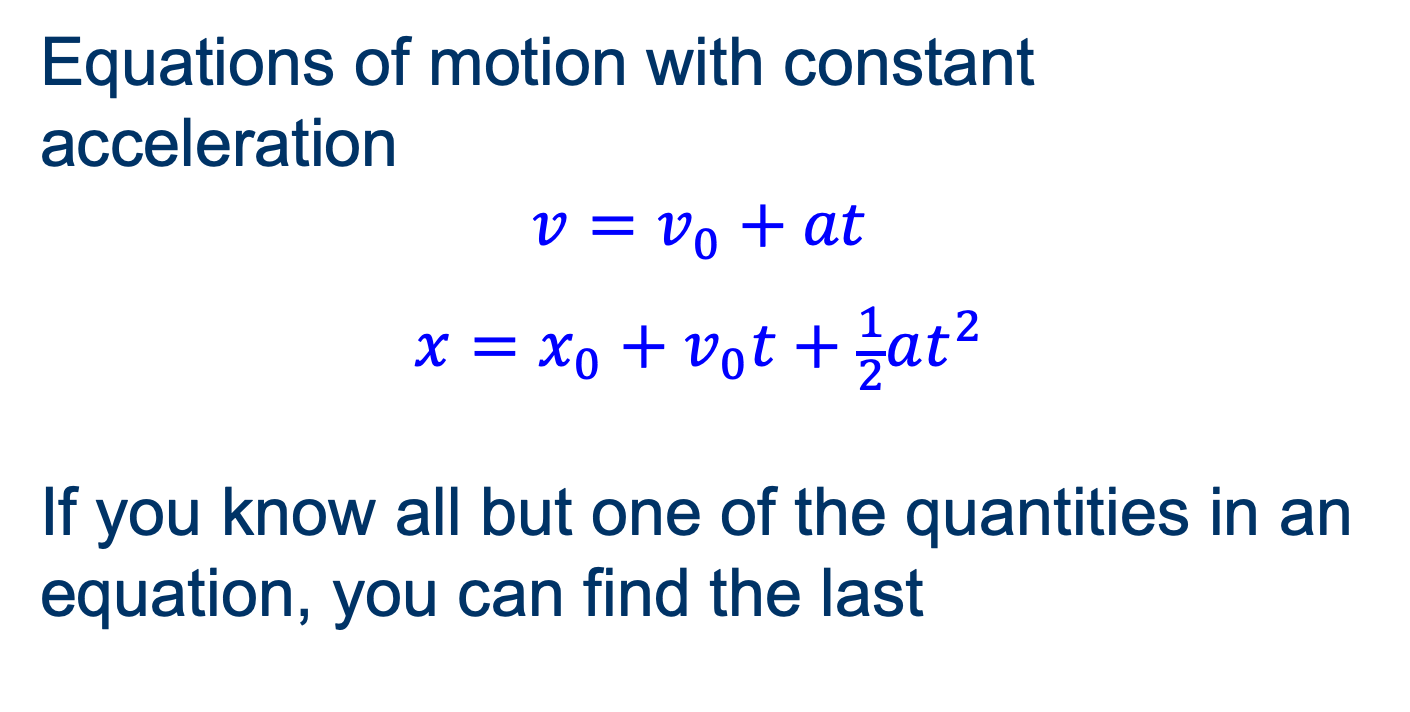 Equations of motion with constant
acceleration
𝑣 = 𝑣₀ + 𝑎𝑡
𝑥 = 𝑥₀ + 𝑣₀𝑡 + ½𝑎𝑡²
If you know all but one of the quantities in an
equation, you can find the last